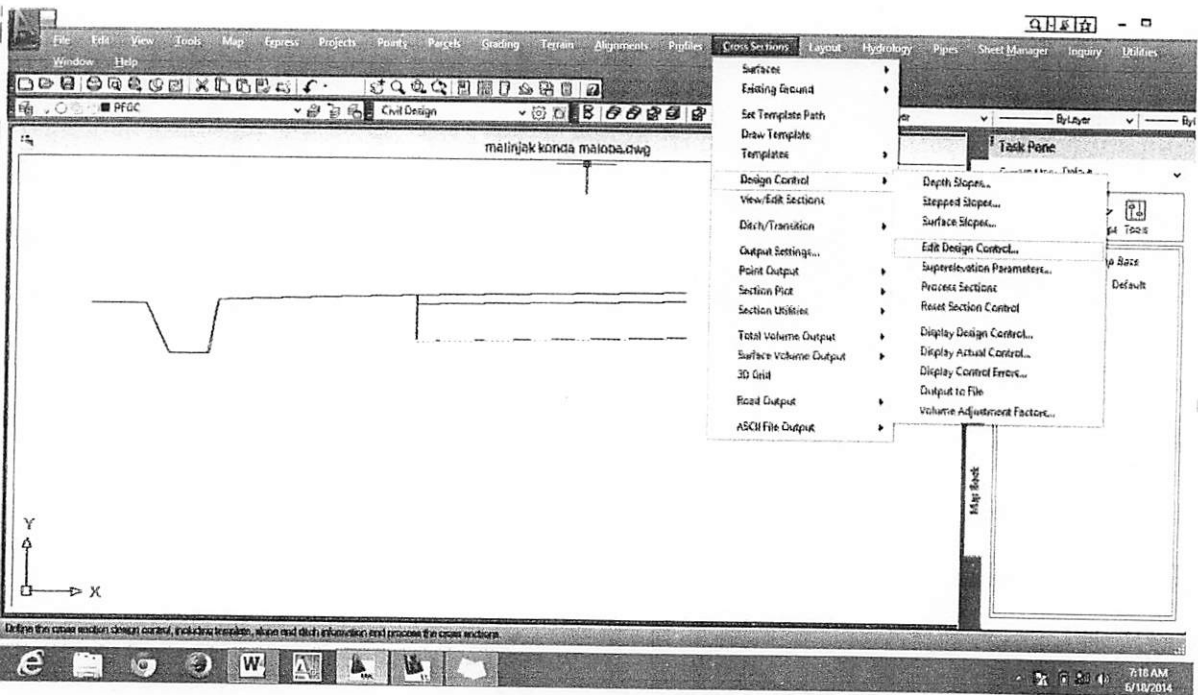 File Edit View Tools Map Express Projects Points Parcels Grading Terrain Alignments Profiles Cross Sections Layout Hydrology Pipes Sheet Manager Inquiry Utilities
Window Help
PFGC
Civil Design
ByLayer
malinjak konda maloba.dwg
Task Pane
Surfaces
Existing Ground
Set Template Path
Draw Template
Templates
Design Control
View/Edit Sections
Ditch/Transition
Output Settings...
Point Output
Section Plot
Section Utilities
Total Volume Output
Surface Volume Output
3D Grid
Road Output
ASCII File Output
Depth Slopes...
Stepped Slopes...
Surface Slopes...
Edit Design Control...
Superelevation Parameters...
Process Sections
Reset Section Control
Display Design Control...
Display Actual Control...
Display Control Errors...
Output to File
Volume Adjustment Factors...
Tools
Default
Map Book
Y
X
Define the cross section design control, including template, slope and ditch information and process the cross sections.
7:16 AM
6/18/2014